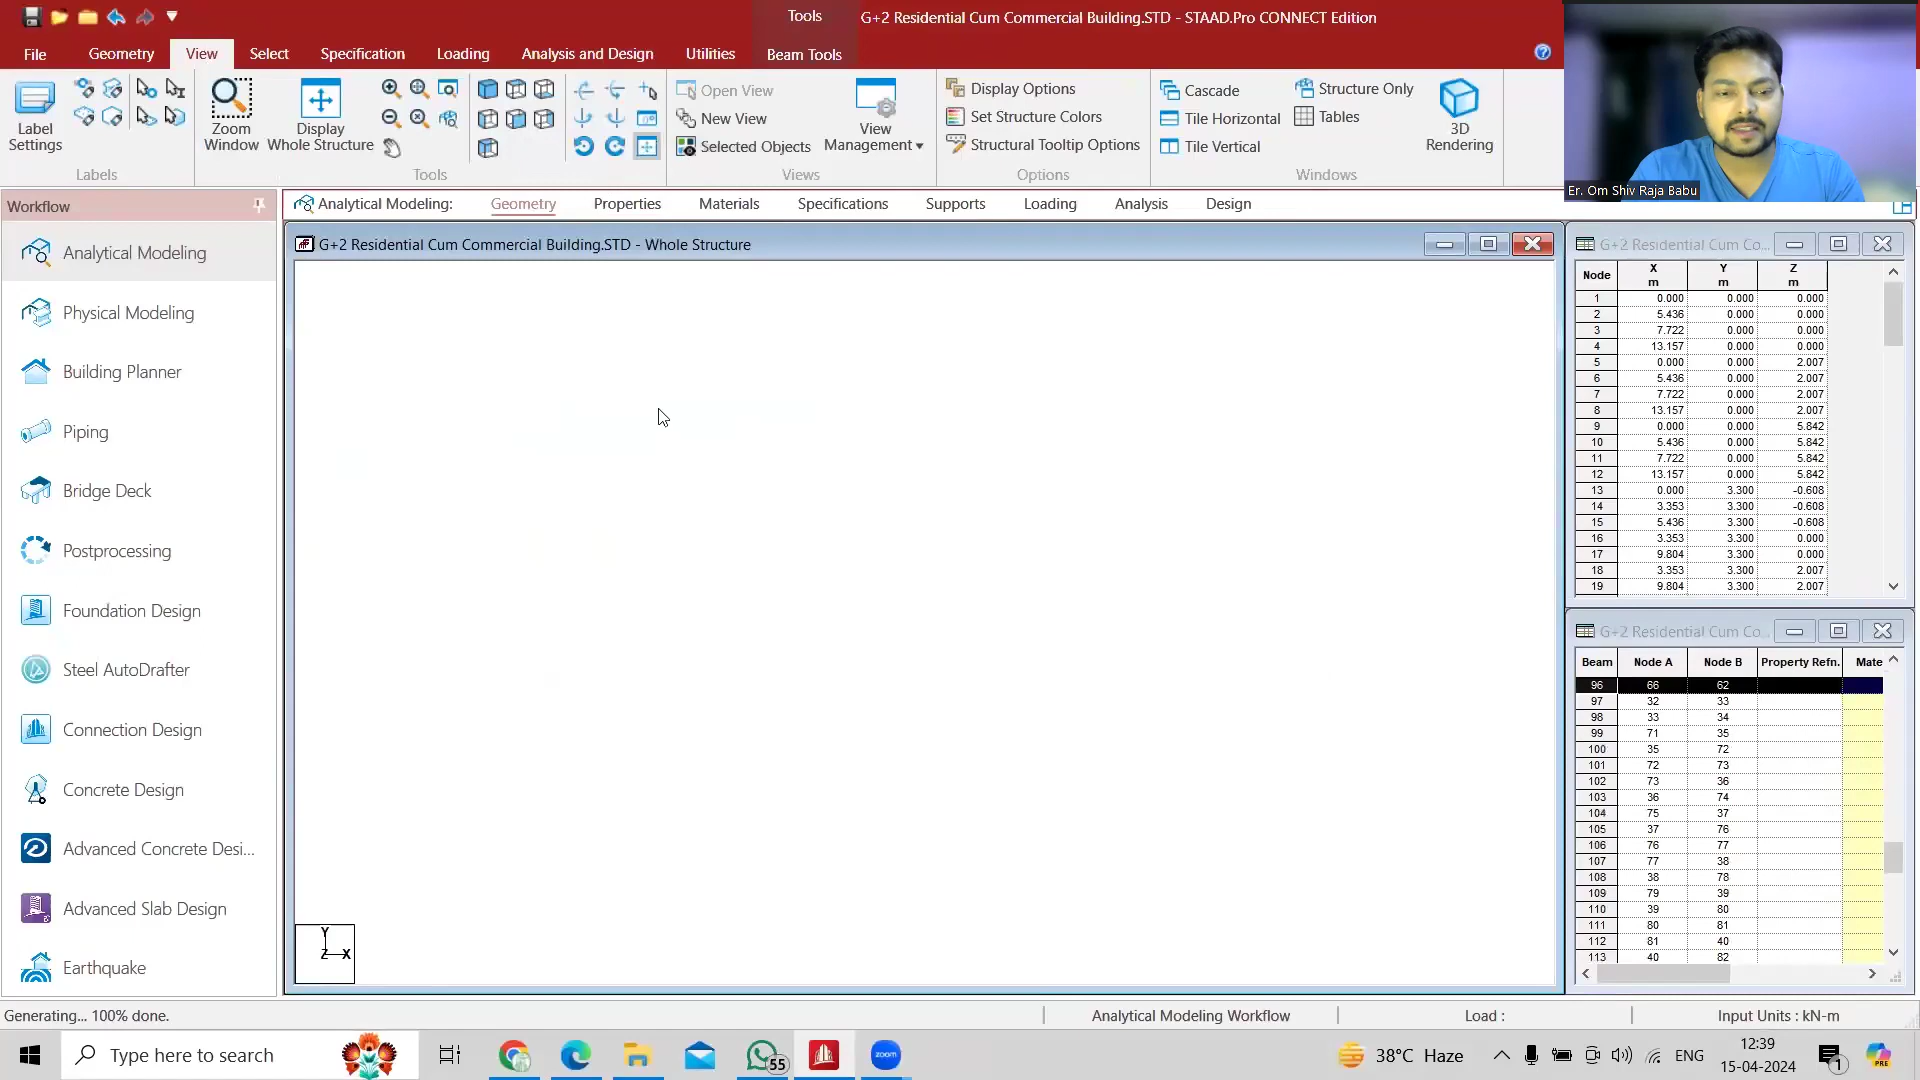 Tools
G+2 Residential Cum Commercial Building.STD - STAAD.Pro CONNECT Edition
File
Geometry
View
Select
Specification
Loading
Analysis and Design
Utilities
Beam Tools
Label
Settings
Zoom
Window
Display
Whole Structure
Open View
New View
Selected Objects
View
Management
Display Options
Set Structure Colors
Structural Tooltip Options
Cascade
Tile Horizontal
Tile Vertical
Structure Only
Tables
3D
Rendering
Labels
Tools
Views
Options
Windows
Er. Om Shiv Raja Babu
Workflow
Analytical Modeling
Physical Modeling
Building Planner
Piping
Bridge Deck
Postprocessing
Foundation Design
Steel AutoDrafter
Connection Design
Concrete Design
Advanced Concrete Desi...
Advanced Slab Design
Earthquake
Analytical Modeling: Geometry Properties Materials Specifications Supports Loading Analysis Design
G+2 Residential Cum Commercial Building.STD - Whole Structure
Y
Z X
G+2 Residential Cum Co...
Node X m Y m Z m
1 0.000 0.000 0.000
2 5.436 0.000 0.000
3 7.722 0.000 0.000
4 13.157 0.000 0.000
5 0.000 0.000 2.007
6 5.436 0.000 2.007
7 7.722 0.000 2.007
8 13.157 0.000 2.007
9 0.000 0.000 5.842
10 5.436 0.000 5.842
11 7.722 0.000 5.842
12 13.157 0.000 5.842
13 0.000 3.300 -0.608
14 3.353 3.300 -0.608
15 5.436 3.300 -0.608
16 3.353 3.300 0.000
17 9.804 3.300 0.000
18 3.353 3.300 2.007
19 9.804 3.300 2.007
G+2 Residential Cum Co...
Beam Node A Node B Property Refn. Mate
96 66 62
97 32 33
98 33 34
99 71 35
100 35 72
101 72 73
102 73 36
103 36 74
104 75 37
105 37 76
106 76 77
107 77 38
108 38 78
109 79 39
110 39 80
111 80 81
112 81 40
113 40 82
Generating... 100% done.
Analytical Modeling Workflow
Load :
Input Units : kN-m
Type here to search
55
zoom
38°C Haze
ENG
12:39
15-04-2024
1
PRE